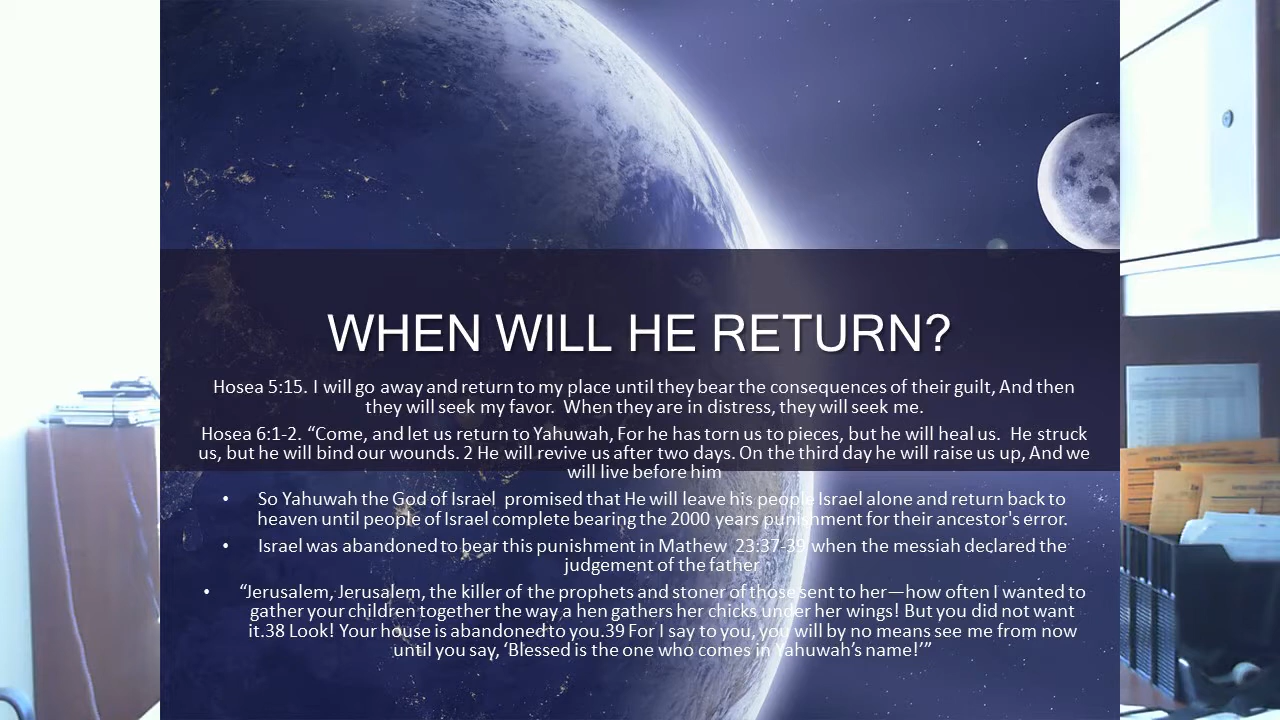 WHEN WILL HE RETURN?
Hosea 5:15. I will go away and return to my place until they bear the consequences of their guilt, And then
they will seek my favor.  When they are in distress, they will seek me.
Hosea 6:1-2. “Come, and let us return to Yahuwah, For he has torn us to pieces, but he will heal us.  He struck
us, but he will bind our wounds. 2 He will revive us after two days. On the third day he will raise us up, And we
will live before him
• So Yahuwah the God of Israel  promised that He will leave his people Israel alone and return back to
heaven until people of Israel complete bearing the 2000 years punishment for their ancestor's error.
• Israel was abandoned to bear this punishment in Mathew  23:37-39 when the messiah declared the
judgement of the father
• “Jerusalem, Jerusalem, the killer of the prophets and stoner of those sent to her—how often I wanted to
gather your children together the way a hen gathers her chicks under her wings! But you did not want
it.38 Look! Your house is abandoned to you.39 For I say to you, you will by no means see me from now
until you say, ‘Blessed is the one who comes in Yahuwah’s name!’”